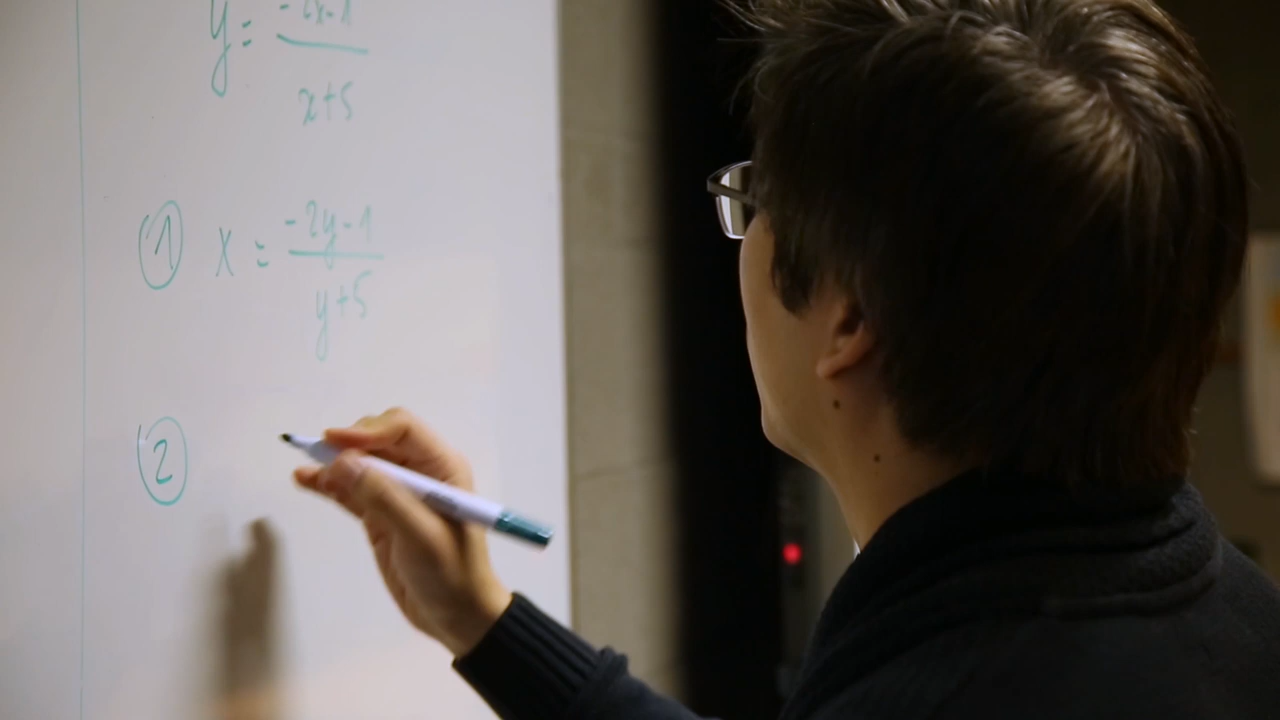 y = -2x-1
x+5
① x = -2y-1
y+5
②